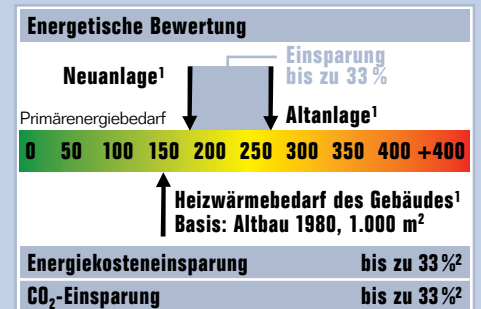 Energetische Bewertung
Einsparung
bis zu 33 %
Neuanlage¹
Primärenergiebedarf
Altanlage¹
0 50 100 150 200 250 300 350 400 +400
Heizwärmebedarf des Gebäudes¹
Basis: Altbau 1980, 1.000 m²
Energiekosteneinsparung bis zu 33 %²
CO₂-Einsparung bis zu 33 %²